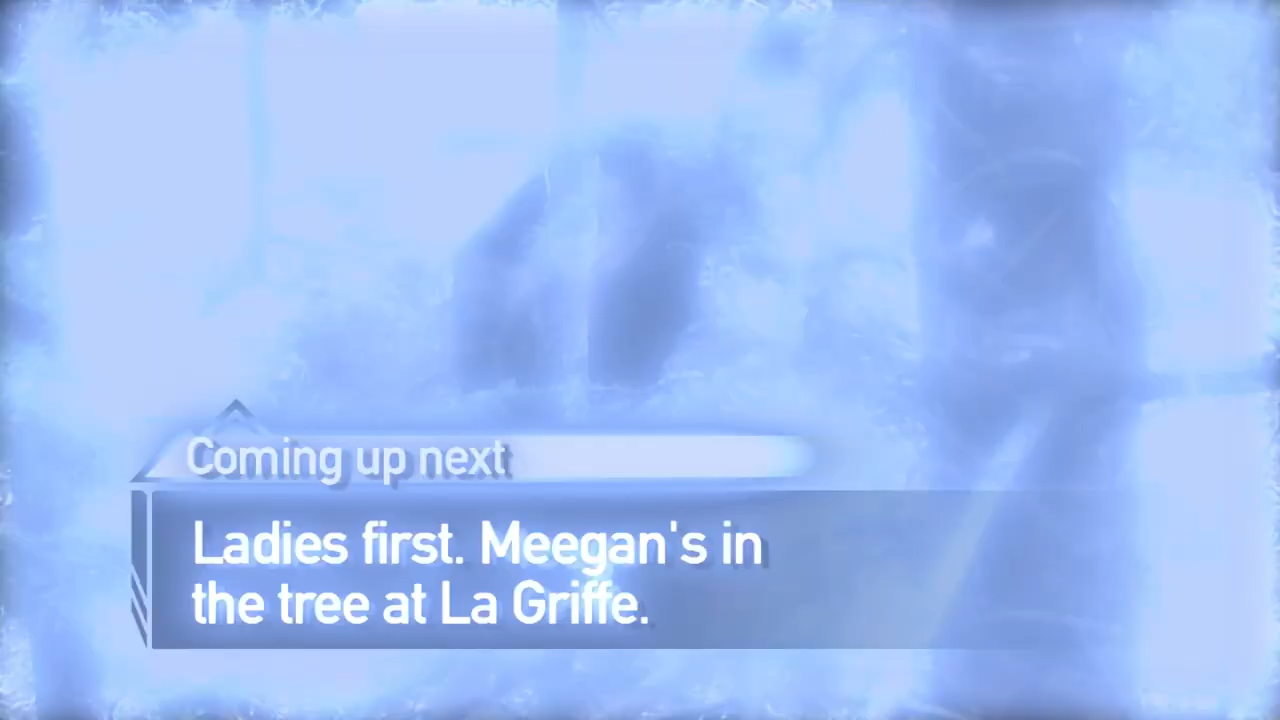 Coming up next
Ladies first. Meegan's in
the tree at La Griffe.